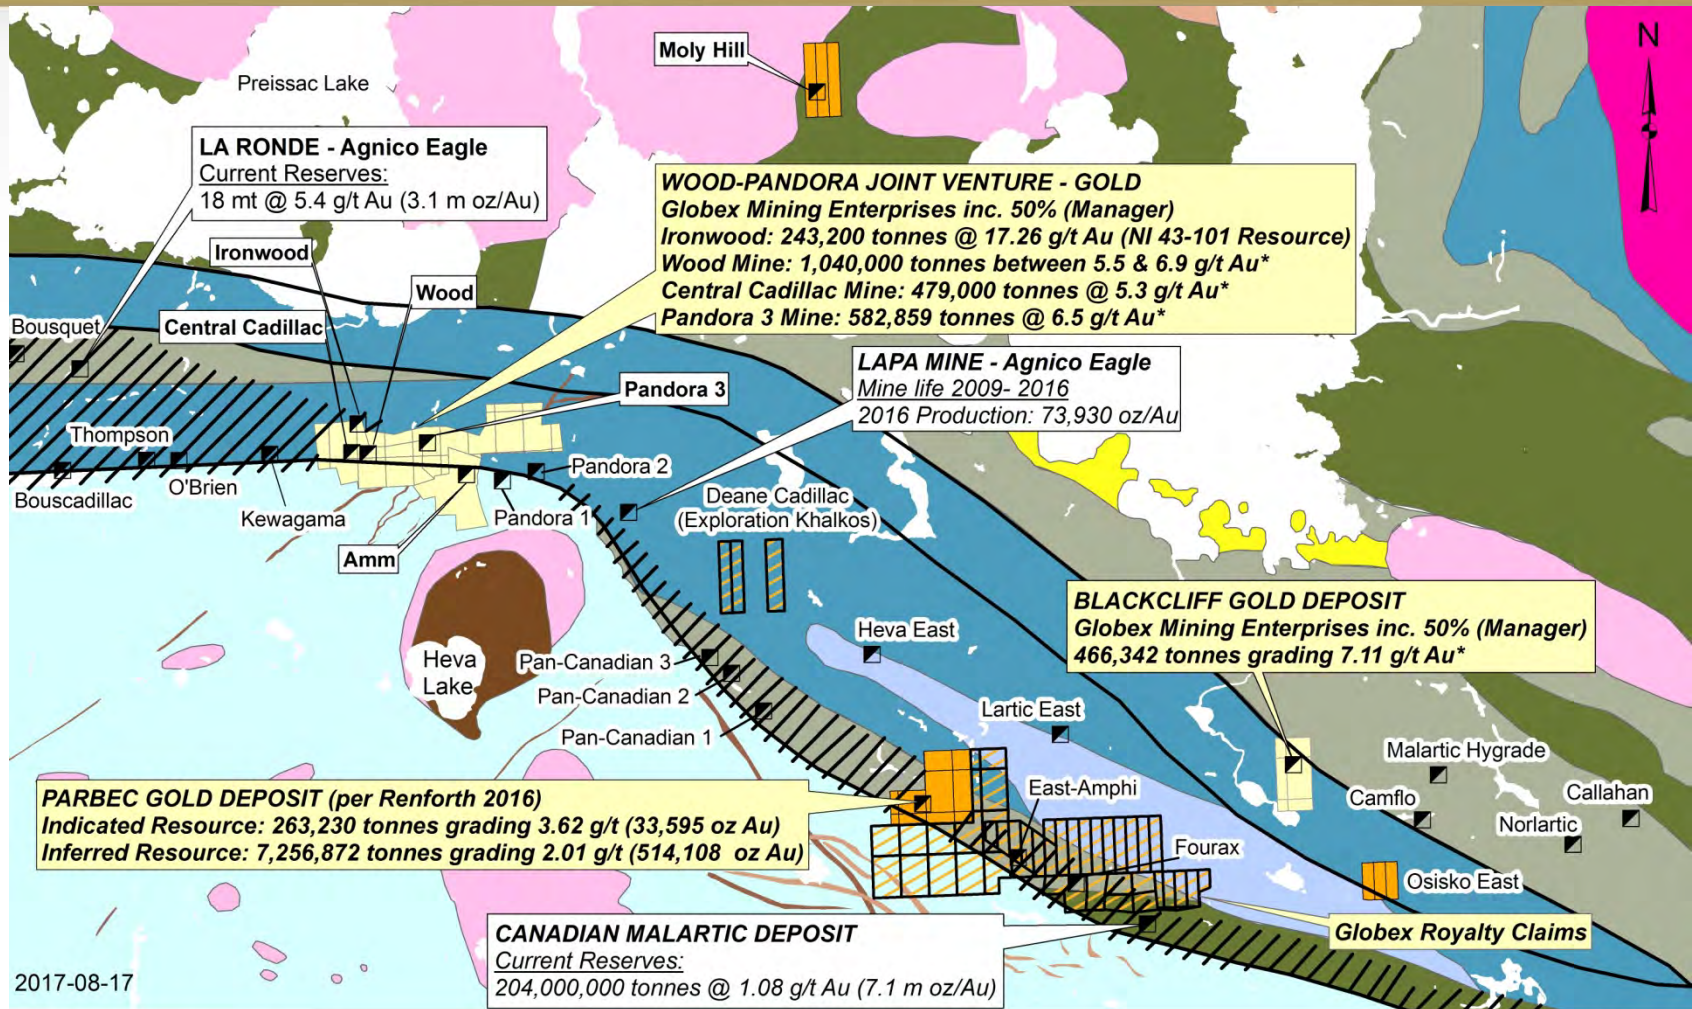 N
Moly Hill
Preissac Lake
LA RONDE - Agnico Eagle
Current Reserves:
18 mt @ 5.4 g/t Au (3.1 m oz/Au)
WOOD-PANDORA JOINT VENTURE - GOLD
Globex Mining Enterprises inc. 50% (Manager)
Ironwood: 243,200 tonnes @ 17.26 g/t Au (NI 43-101 Resource)
Wood Mine: 1,040,000 tonnes between 5.5 & 6.9 g/t Au*
Central Cadillac Mine: 479,000 tonnes @ 5.3 g/t Au*
Pandora 3 Mine: 582,859 tonnes @ 6.5 g/t Au*
Ironwood
Wood
Bousquet
Central Cadillac
LAPA MINE - Agnico Eagle
Mine life 2009- 2016
2016 Production: 73,930 oz/Au
Pandora 3
Thompson
Bouscadillac
O'Brien
Kewagama
Amm
Pandora 1
Pandora 2
Deane Cadillac
(Exploration Khalkos)
BLACKCLIFF GOLD DEPOSIT
Globex Mining Enterprises inc. 50% (Manager)
466,342 tonnes grading 7.11 g/t Au*
Heva East
Heva
Lake
Pan-Canadian 3
Pan-Canadian 2
Pan-Canadian 1
Lartic East
Malartic Hygrade
Camflo
Callahan
Norlartic
East-Amphi
PARBEC GOLD DEPOSIT (per Renforth 2016)
Indicated Resource: 263,230 tonnes grading 3.62 g/t (33,595 oz Au)
Inferred Resource: 7,256,872 tonnes grading 2.01 g/t (514,108 oz Au)
Fourax
Osisko East
Globex Royalty Claims
CANADIAN MALARTIC DEPOSIT
Current Reserves:
204,000,000 tonnes @ 1.08 g/t Au (7.1 m oz/Au)
2017-08-17